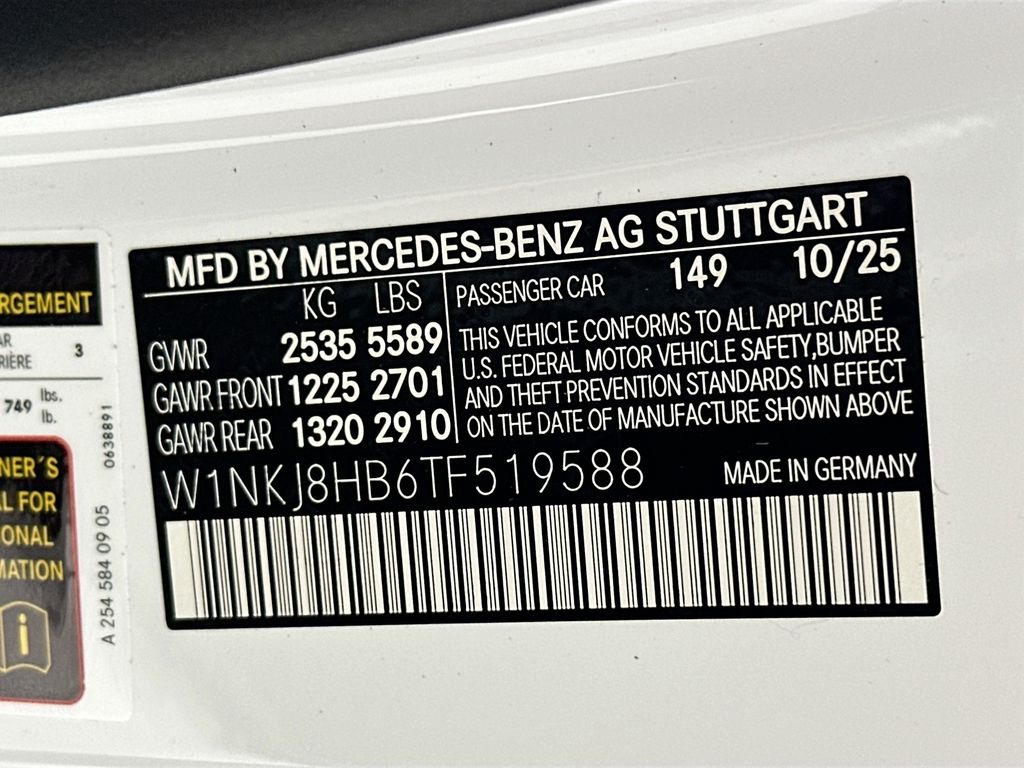 MFD BY MERCEDES-BENZ AG STUTTGART
KG LBS
GVWR 2535 5589
GAWR FRONT 1225 2701
GAWR REAR 1320 2910
PASSENGER CAR 149 10/25
THIS VEHICLE CONFORMS TO ALL APPLICABLE
U.S. FEDERAL MOTOR VEHICLE SAFETY,BUMPER
AND THEFT PREVENTION STANDARDS IN EFFECT
ON THE DATE OF MANUFACTURE SHOWN ABOVE
W1NKJ8HB6TF519588
MADE IN GERMANY
RGEMENT
AR
RIÈRE 3
749 lbs.
lb.
0638891
NER´S
AL FOR
ONAL
MATION
i
A 254 584 09 05